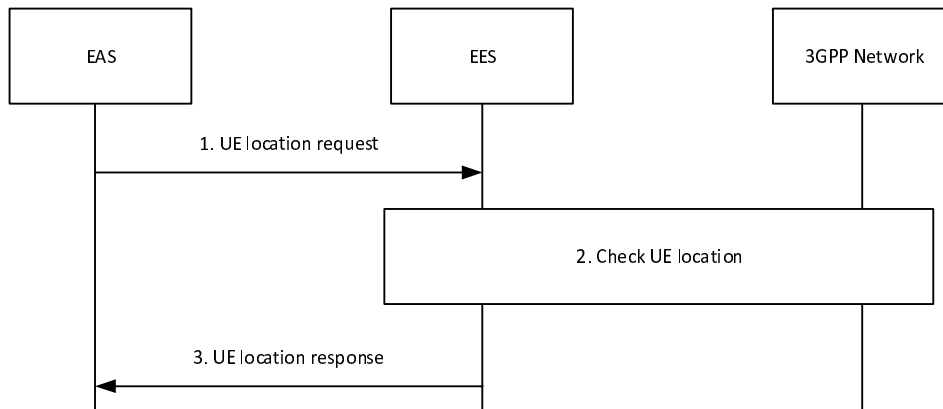 EAS
EES
3GPP Network
1. UE location request
2. Check UE location
3. UE location response